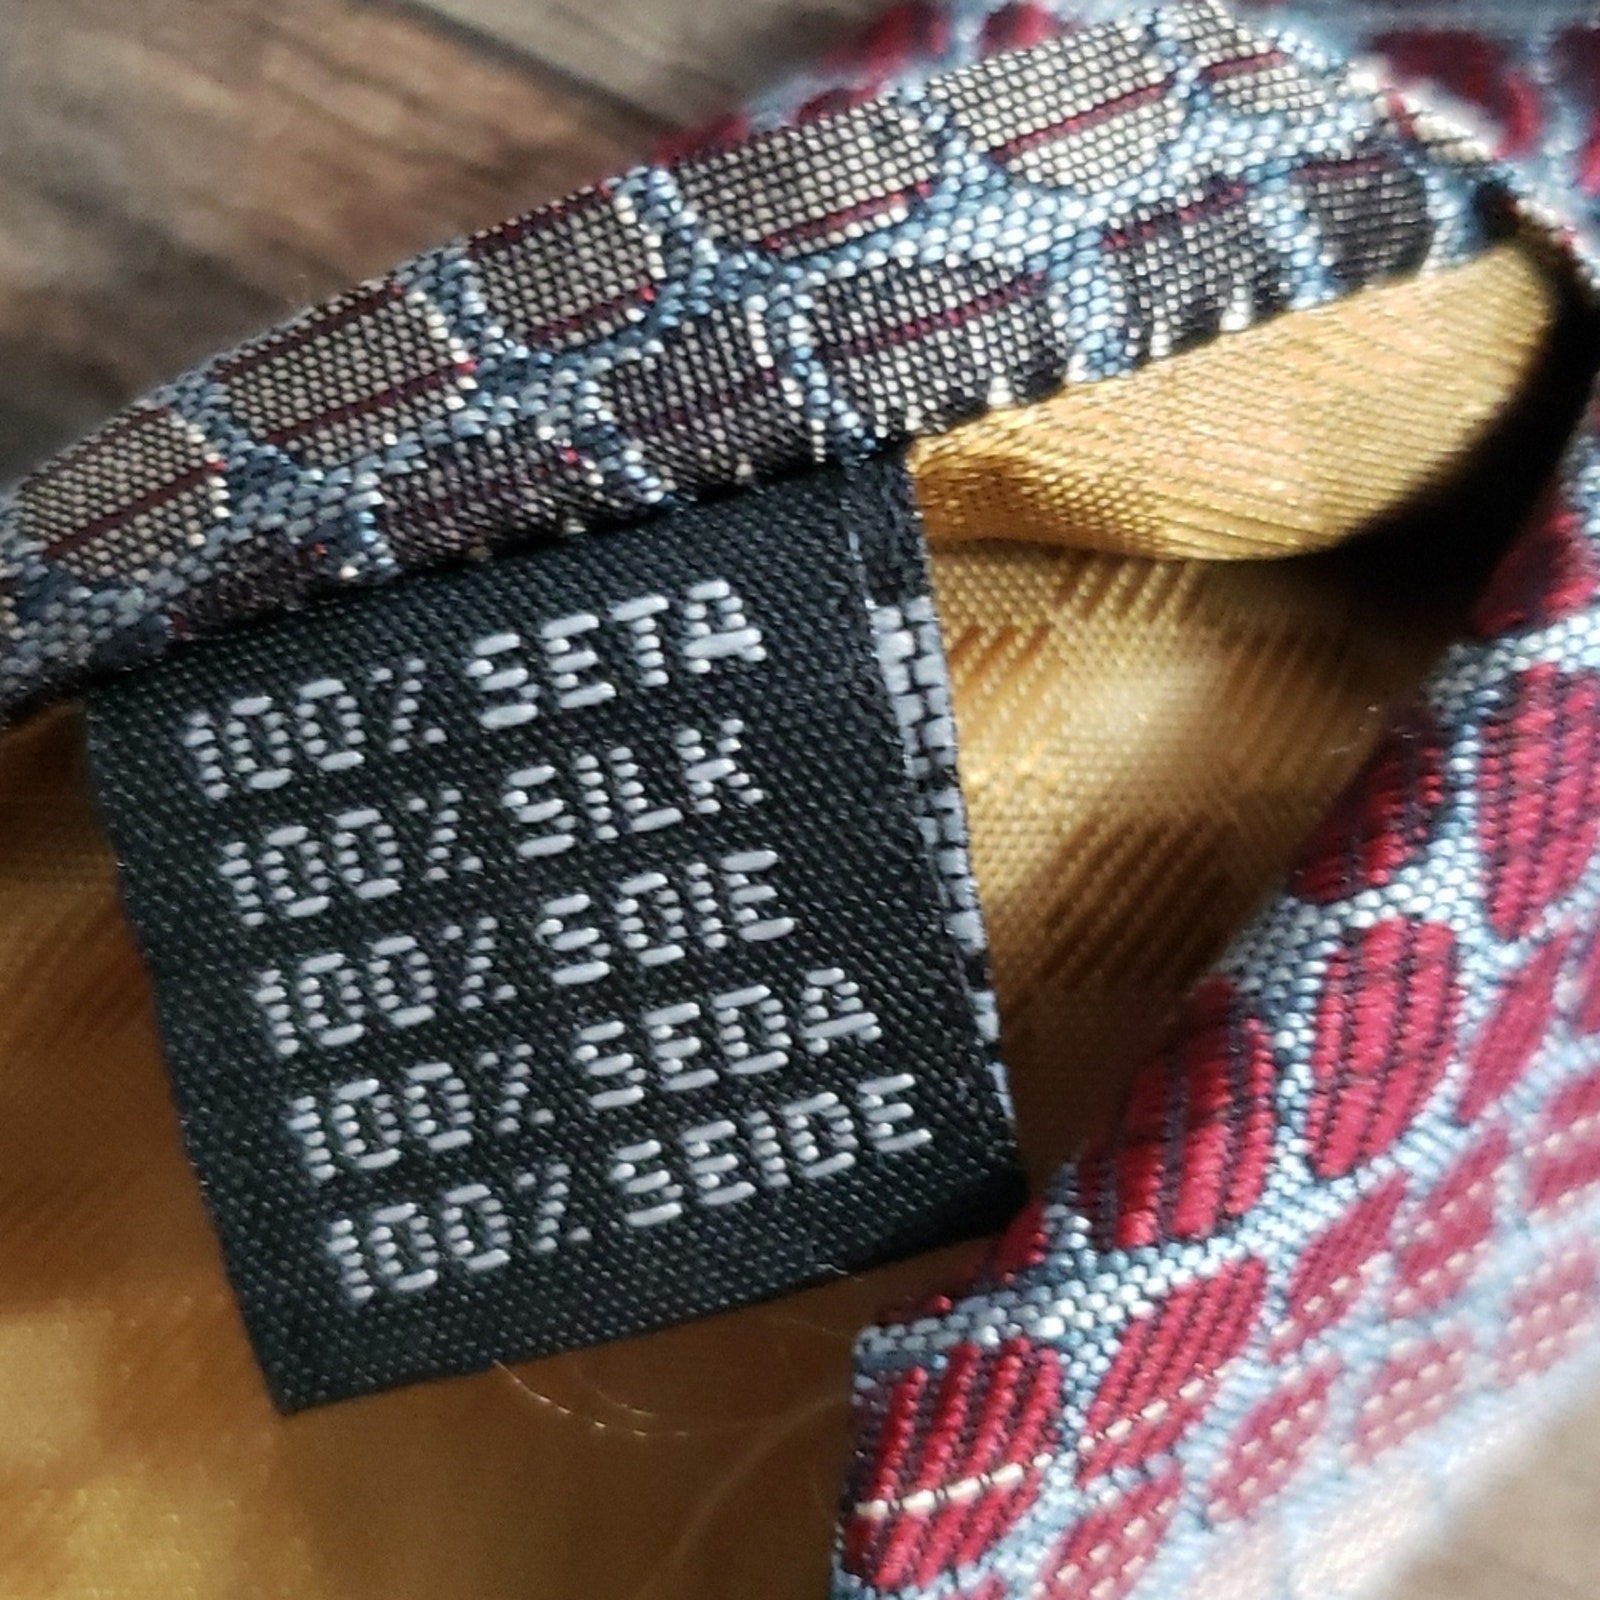 100% SETA
100% SILK
100% SOIE
100% SEDA
100% SEIDE